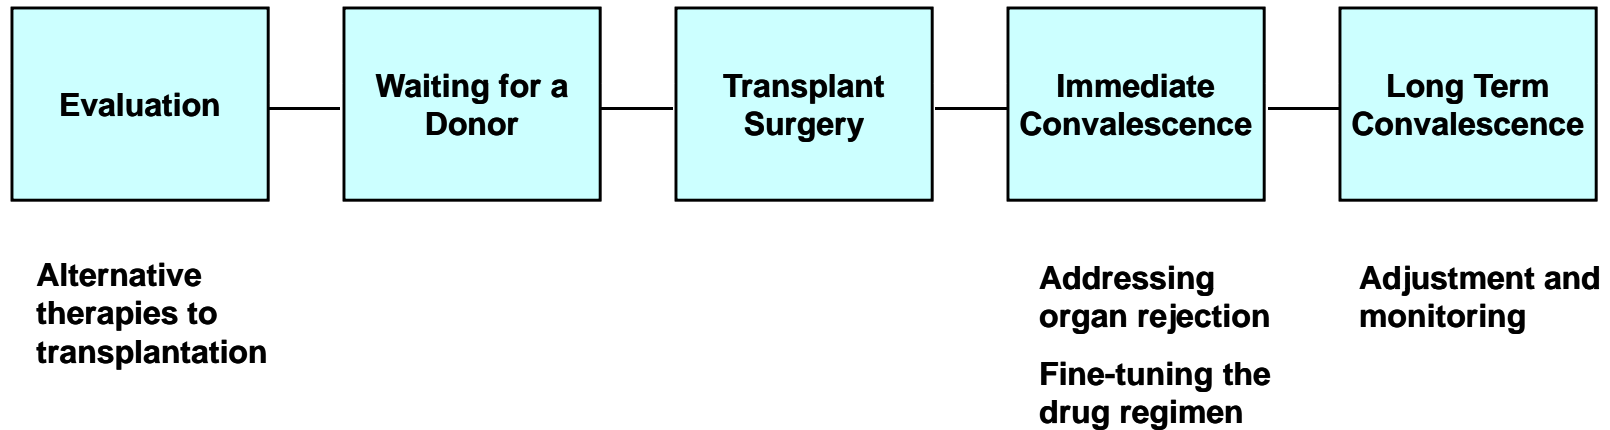 Evaluation
Waiting for a
Donor
Transplant
Surgery
Immediate
Convalescence
Long Term
Convalescence
Alternative
therapies to
transplantation
Addressing
organ rejection
Fine-tuning the
drug regimen
Adjustment and
monitoring